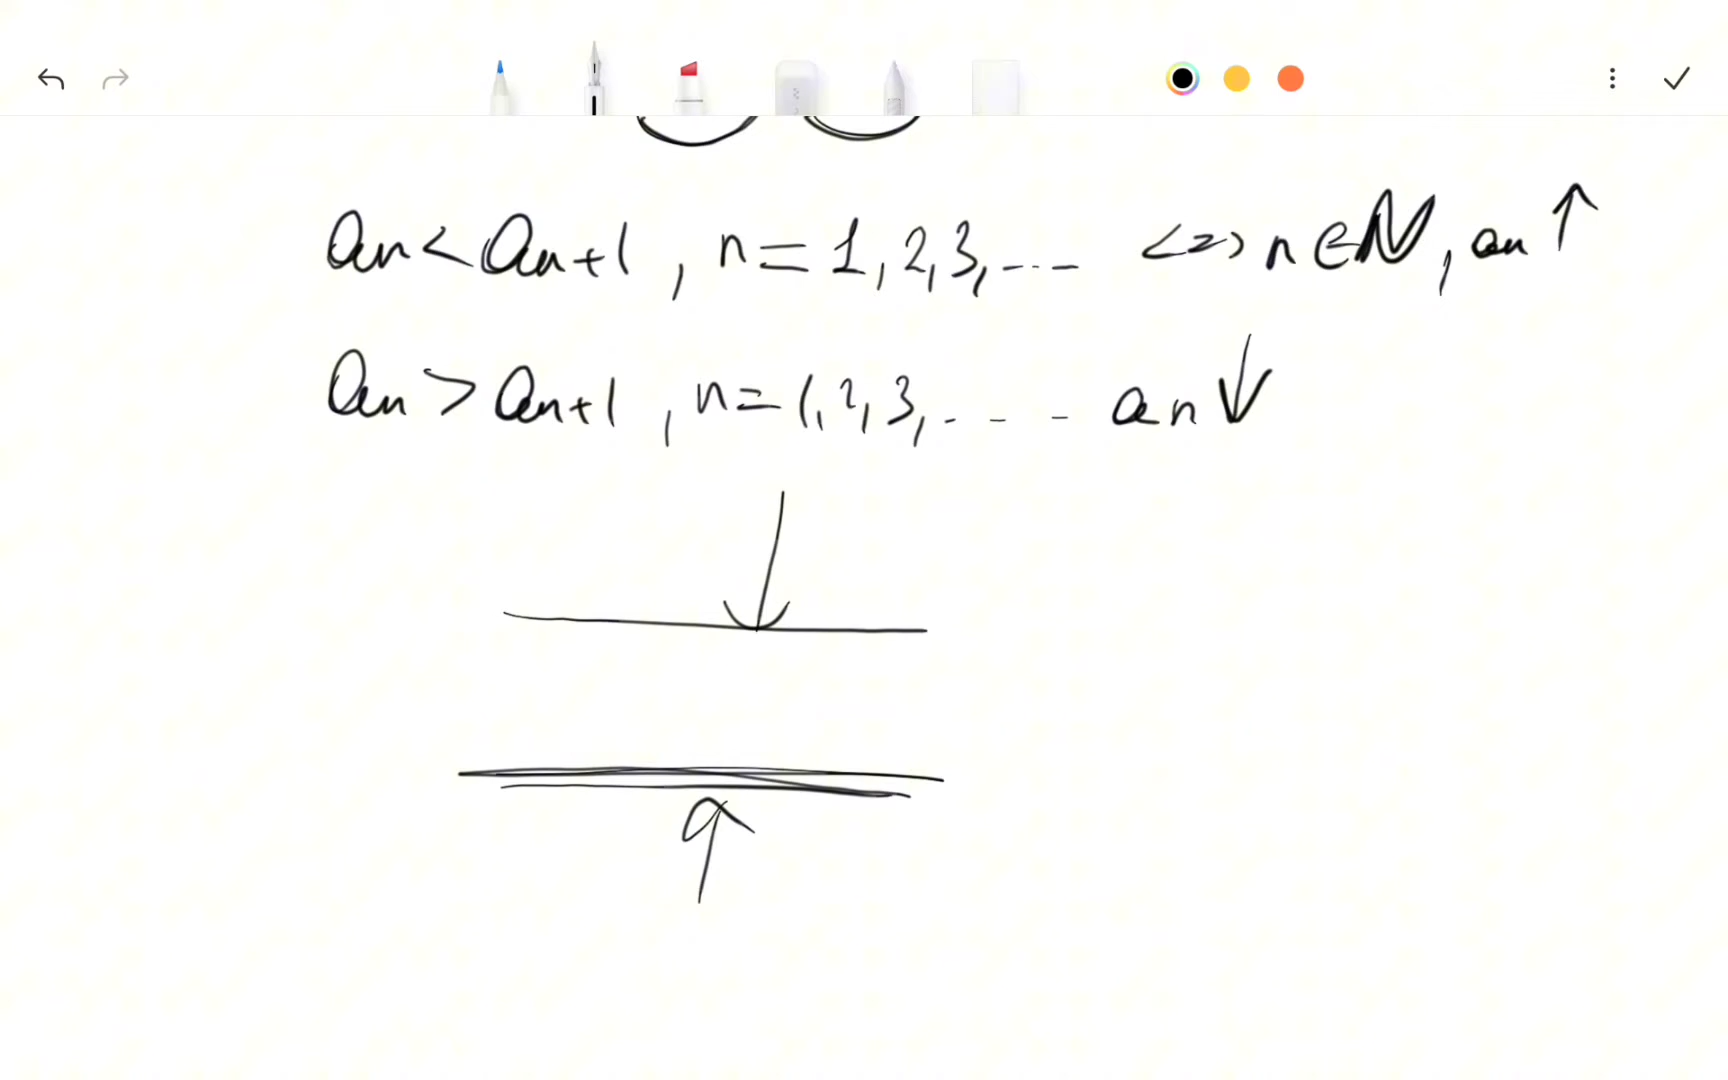 an < an+1 , n = 1, 2, 3, ... <=> n ∈ ℕ, an ↑
an > an+1 , n = 1, 2, 3, ... an ↓